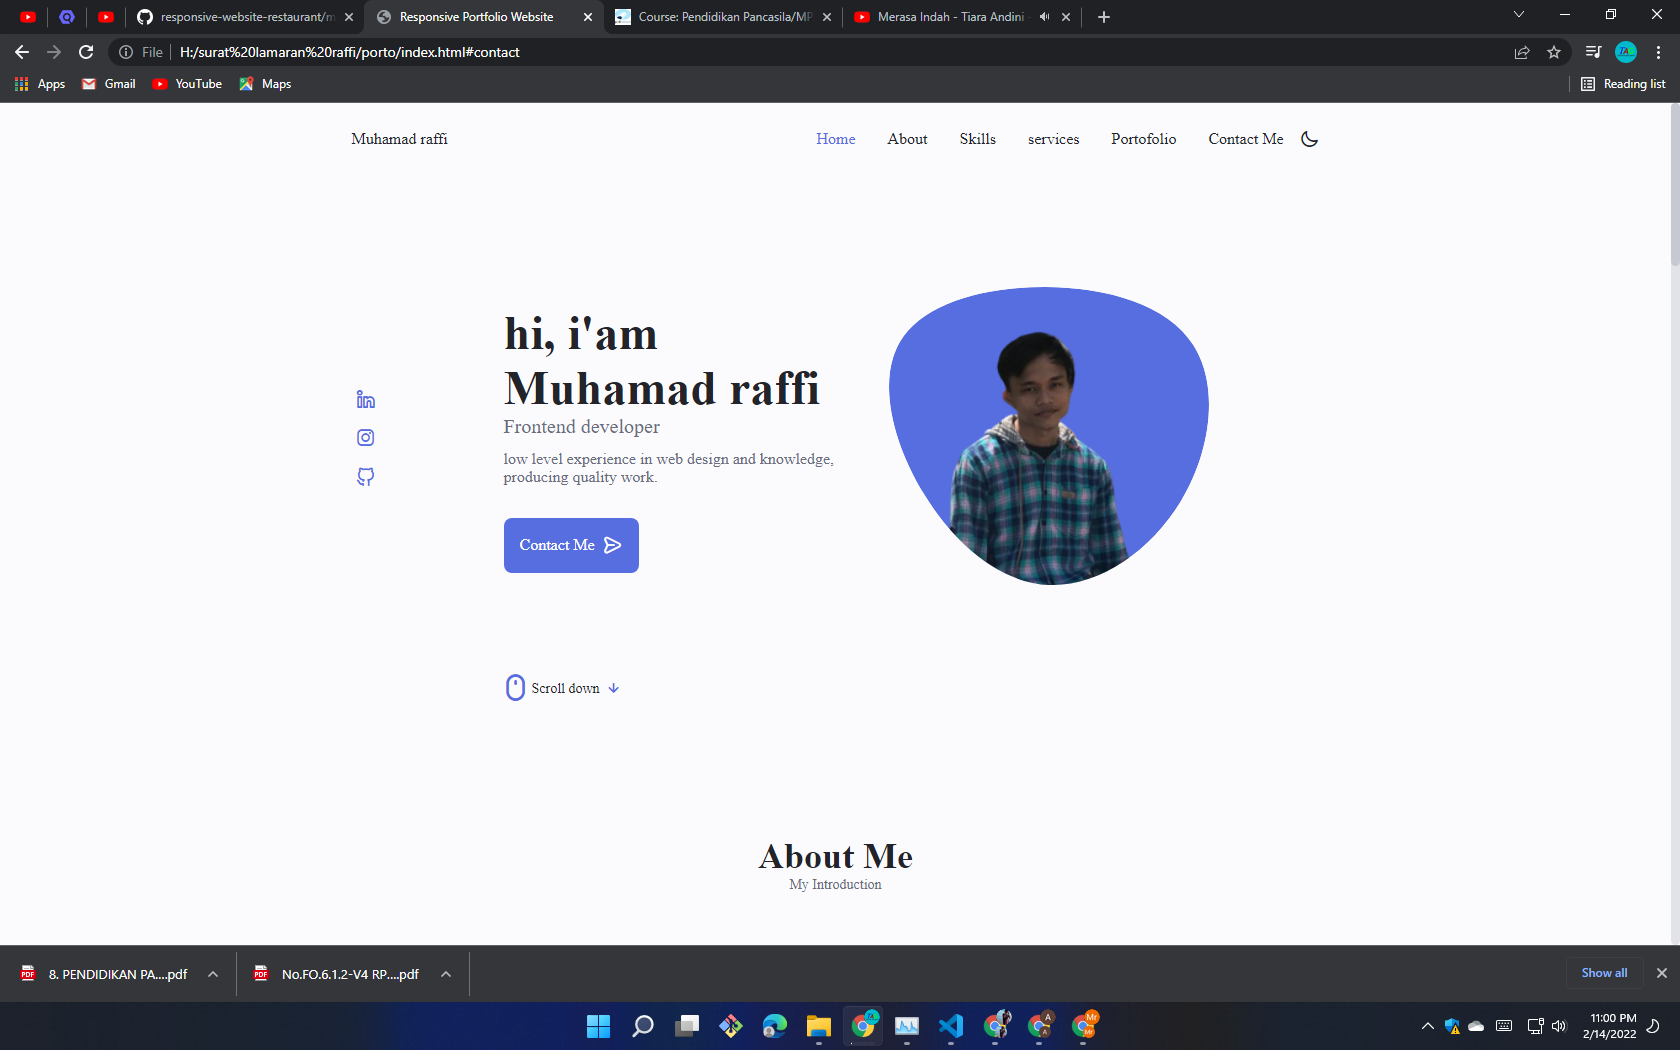 responsive-website-restaurant/m
Responsive Portfolio Website
Course: Pendidikan Pancasila/MP
Merasa Indah - Tiara Andini -
File
H:/surat%20lamaran%20raffi/porto/index.html#contact
Apps
Gmail
YouTube
Maps
Reading list
Muhamad raffi
Home
About
Skills
services
Portofolio
Contact Me
hi, i'am
Muhamad raffi
Frontend developer
low level experience in web design and knowledge,
producing quality work.
Contact Me
Scroll down
About Me
My Introduction
8. PENDIDIKAN PA....pdf
No.FO.6.1.2-V4 RP....pdf
Show all
11:00 PM
2/14/2022